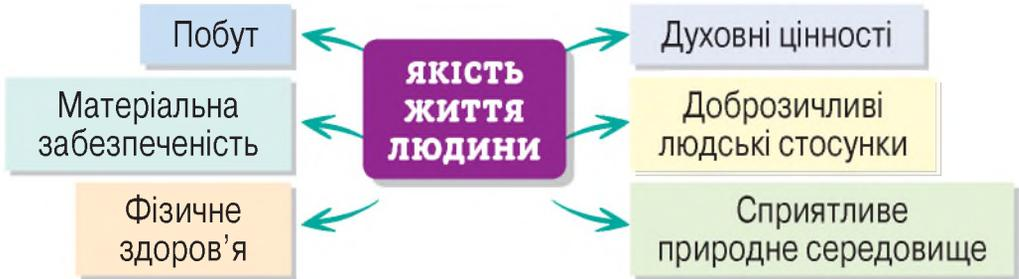 Побут
Матеріальна
забезпеченість
Фізичне
здоров’я
ЯКІСТЬ
ЖИТТЯ
ЛЮДИНИ
Духовні цінності
Доброзичливі
людські стосунки
Сприятливе
природне середовище